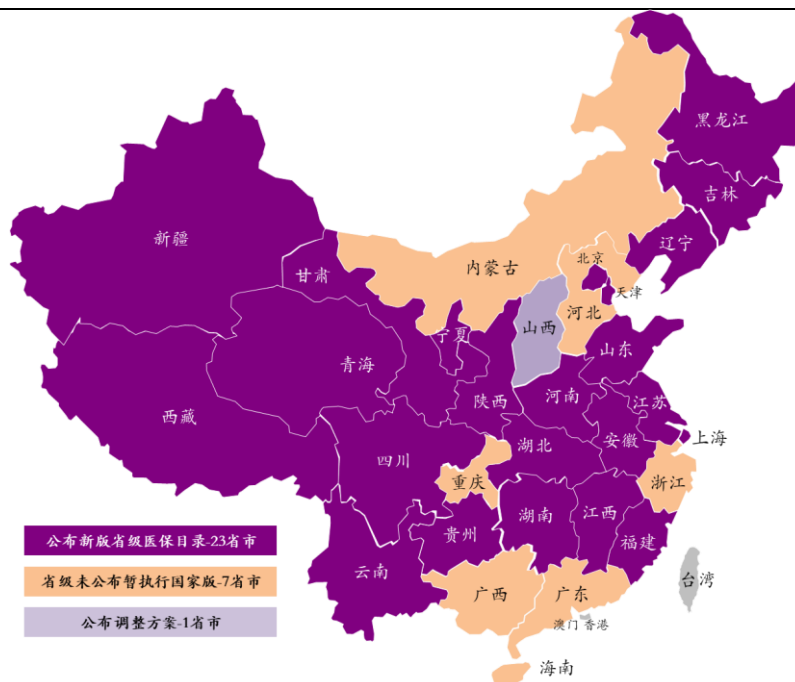 黑龙江
吉林
辽宁
新疆
内蒙古
北京
甘肃
天津
河北
山西
宁夏
山东
青海
陕西
河南
江苏
西藏
上海
安徽
湖北
四川
重庆
浙江
湖南
江西
贵州
福建
公布新版省级医保目录-23省市
云南
省级未公布暂执行国家版-7省市
台湾
广西
广东
公布调整方案-1省市
澳门 香港
海南